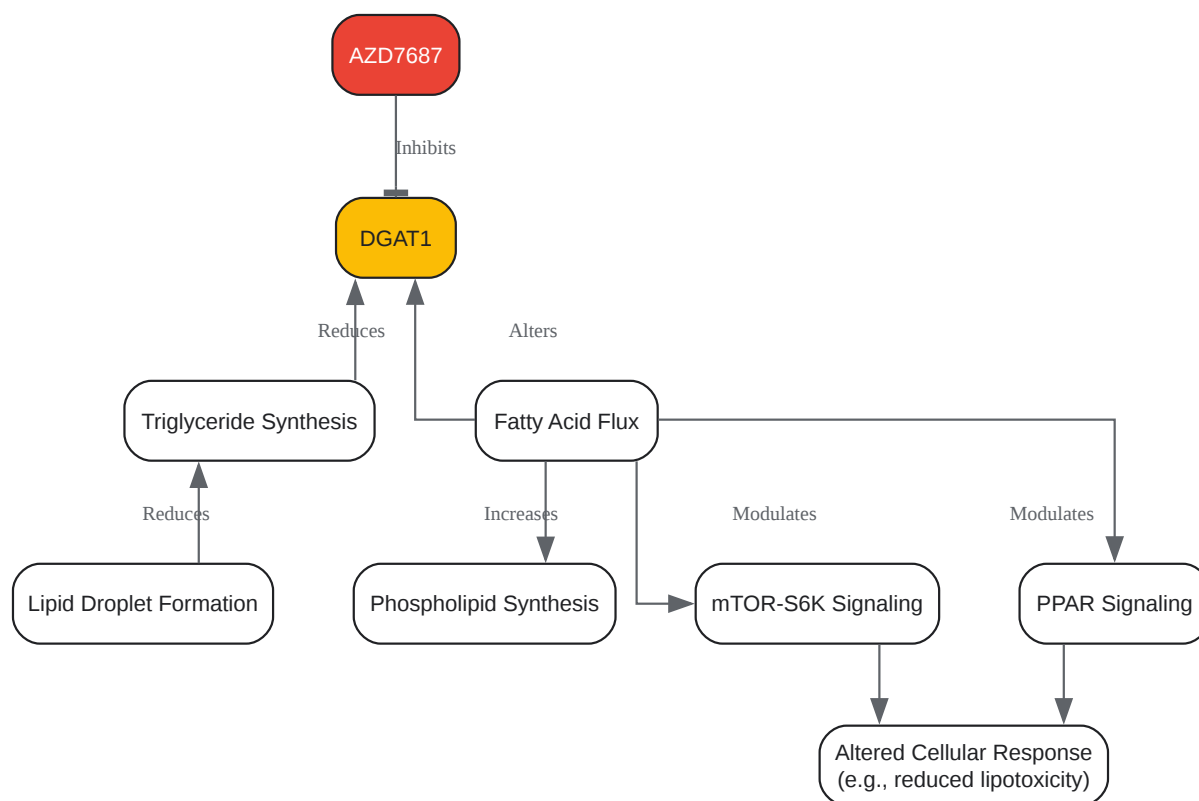 AZD7687
Inhibits
DGAT1
Reduces
Alters
Triglyceride Synthesis
Fatty Acid Flux
Reduces
Increases
Modulates
Modulates
Lipid Droplet Formation
Phospholipid Synthesis
mTOR-S6K Signaling
PPAR Signaling
Altered Cellular Response
(e.g., reduced lipotoxicity)